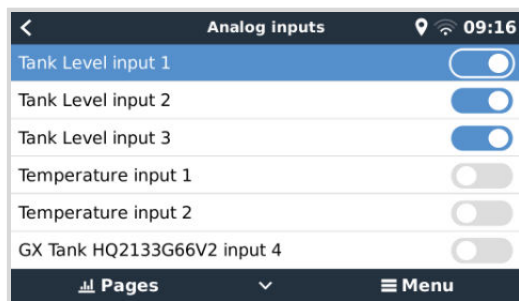 Analog inputs 09:16
Tank Level input 1
Tank Level input 2
Tank Level input 3
Temperature input 1
Temperature input 2
GX Tank HQ2133G66V2 input 4
Pages Menu